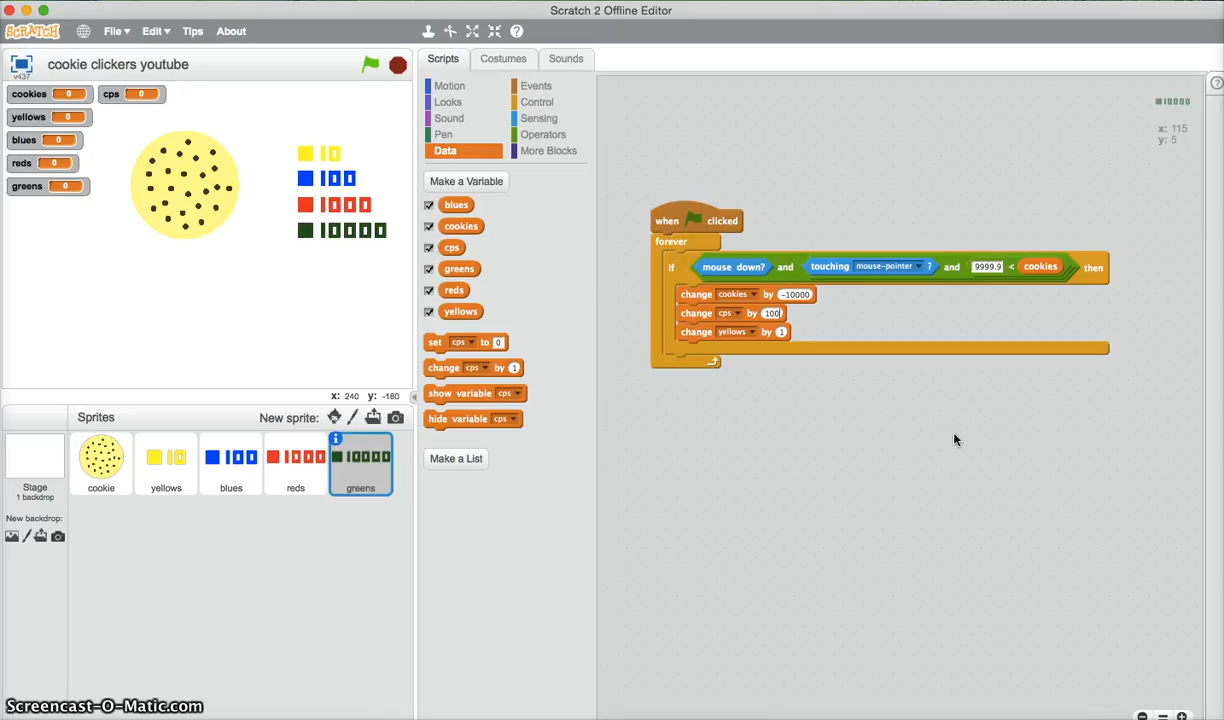 Scratch 2 Offline Editor
SCRATCH File Edit Tips About
v437 cookie clickers youtube
Scripts Costumes Sounds
cookies 0 cps 0
yellows 0
blues 0
reds 0
greens 0
10
100
1000
10000
Motion Events
Looks Control
Sound Sensing
Pen Operators
Data More Blocks
Make a Variable
blues
cookies
cps
greens
reds
yellows
set cps to 0
change cps by 1
show variable cps
hide variable cps
Make a List
10000
x: 115
y: 5
when clicked
forever
if mouse down? and touching mouse-pointer ? and 9999.9 < cookies then
change cookies by -10000
change cps by 100
change yellows by 1
x: 240 y: -180
Sprites New sprite:
10 100 1000 10000
cookie yellows blues reds greens
Stage
1 backdrop
New backdrop:
Screencast-O-Matic.com